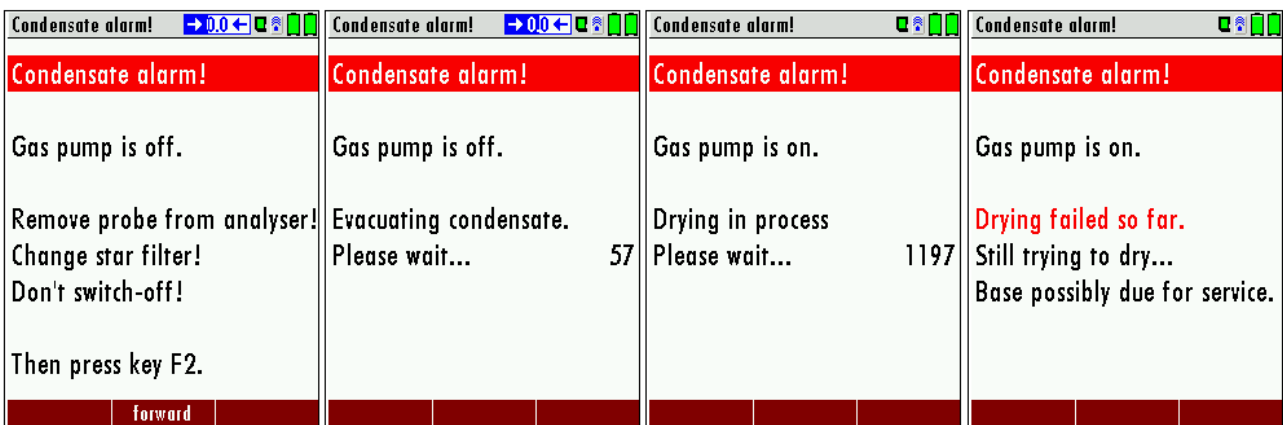 Condensate alarm! →0.0←
Condensate alarm!
Gas pump is off.
Remove probe from analyser!
Change star filter!
Don't switch-off!
Then press key F2.
forward
Condensate alarm! →0.0←
Condensate alarm!
Gas pump is off.
Evacuating condensate.
Please wait... 57
Condensate alarm!
Condensate alarm!
Gas pump is on.
Drying in process
Please wait... 1197
Condensate alarm!
Condensate alarm!
Gas pump is on.
Drying failed so far.
Still trying to dry...
Base possibly due for service.